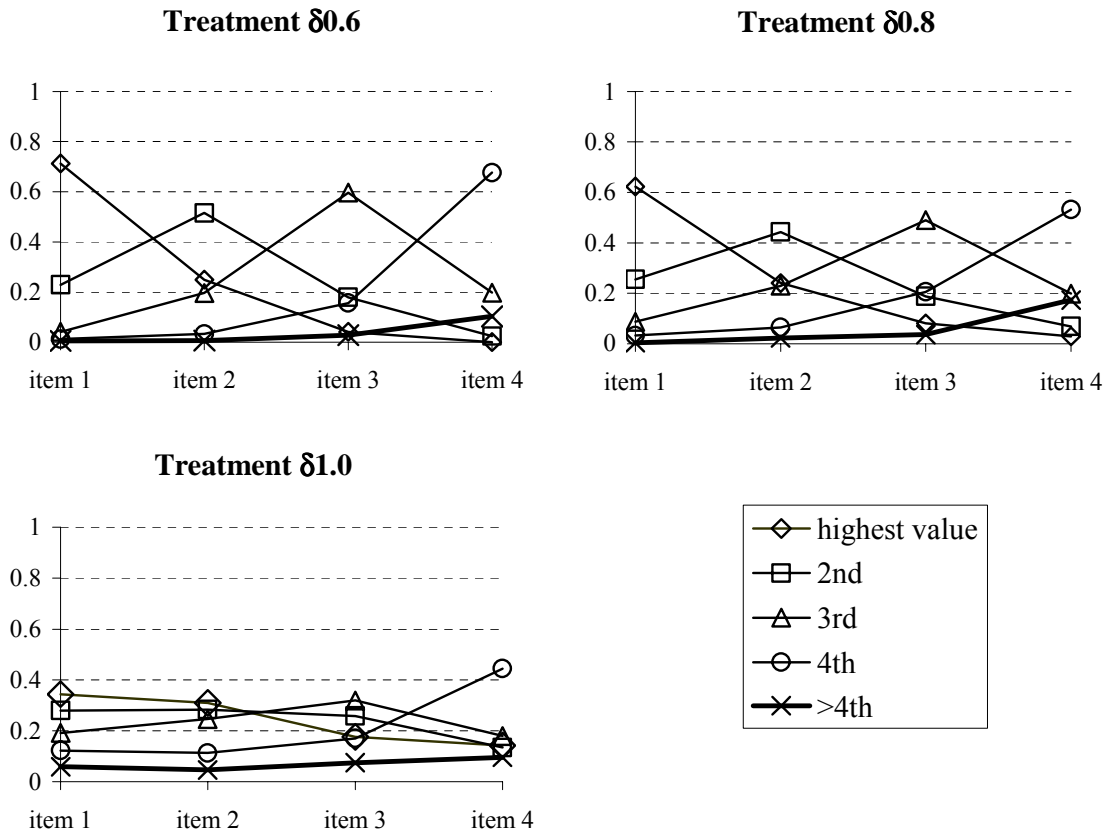 Treatment δ0.6
1
0.8
0.6
0.4
0.2
0
item 1 item 2 item 3 item 4
Treatment δ0.8
1
0.8
0.6
0.4
0.2
0
item 1 item 2 item 3 item 4
Treatment δ1.0
1
0.8
0.6
0.4
0.2
0
item 1 item 2 item 3 item 4
highest value
2nd
3rd
4th
>4th